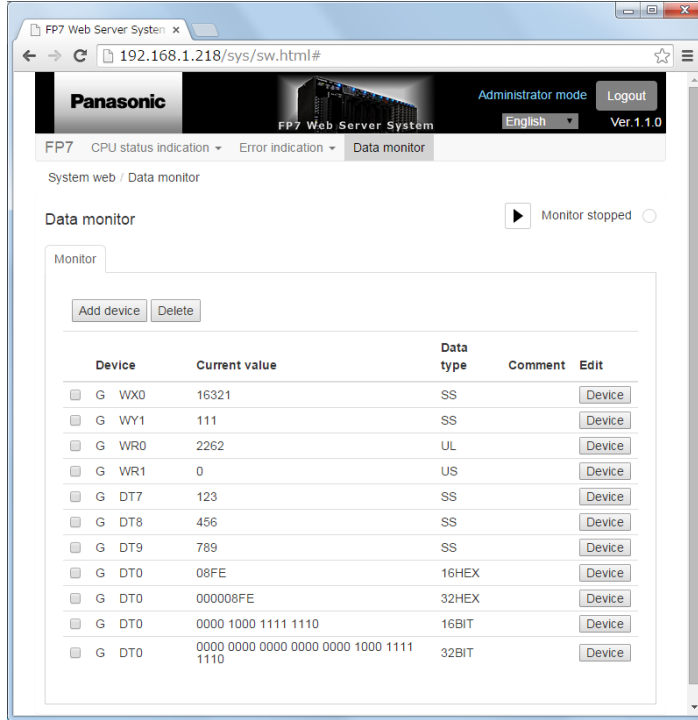 FP7 Web Server System ×
192.168.1.218/sys/sw.html#
Panasonic
FP7 Web Server System
Administrator mode Logout
English Ver.1.1.0
FP7 CPU status indication Error indication Data monitor
System web / Data monitor
Data monitor Monitor stopped
Monitor
Add device Delete
Device Current value Data type Comment Edit
G WX0 16321 SS Device
G WY1 111 SS Device
G WR0 2262 UL Device
G WR1 0 US Device
G DT7 123 SS Device
G DT8 456 SS Device
G DT9 789 SS Device
G DT0 08FE 16HEX Device
G DT0 000008FE 32HEX Device
G DT0 0000 1000 1111 1110 16BIT Device
G DT0 0000 0000 0000 0000 0000 1000 1111 1110 32BIT Device